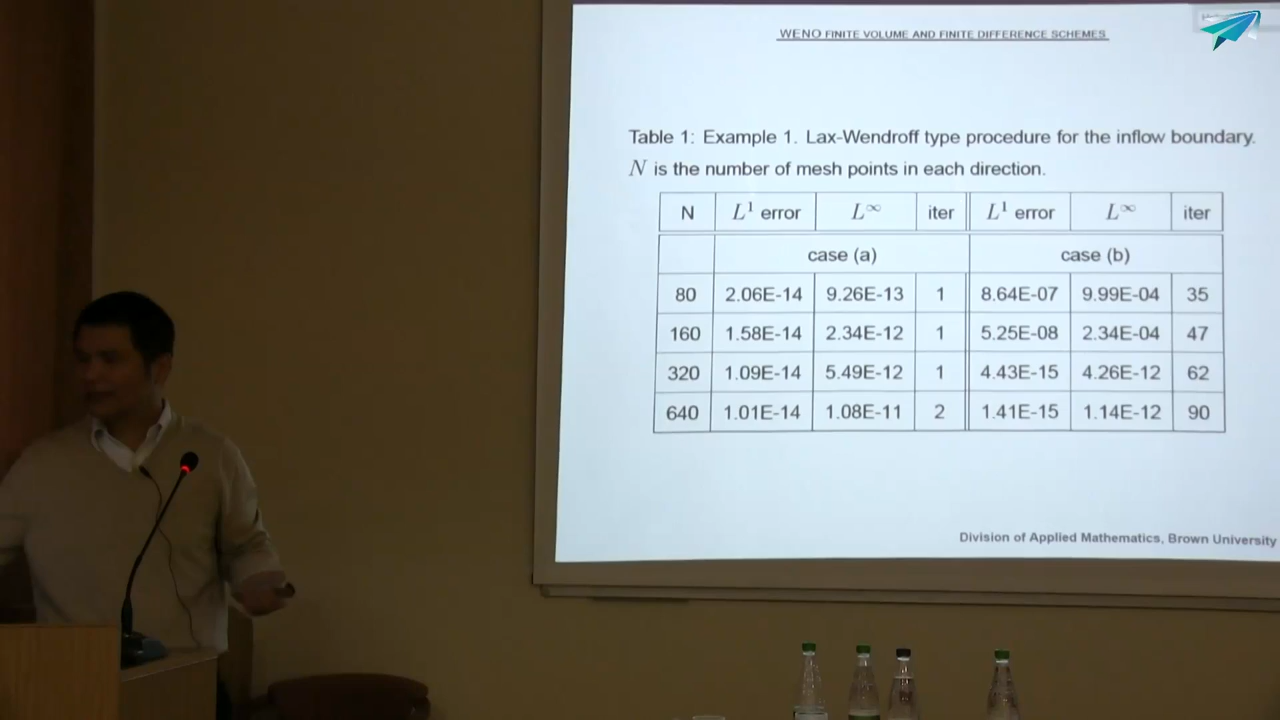 WENO FINITE VOLUME AND FINITE DIFFERENCE SCHEMES
Table 1: Example 1. Lax-Wendroff type procedure for the inflow boundary.
N is the number of mesh points in each direction.
N L¹ error L∞ iter L¹ error L∞ iter
case (a) case (b)
80 2.06E-14 9.26E-13 1 8.64E-07 9.99E-04 35
160 1.58E-14 2.34E-12 1 5.25E-08 2.34E-04 47
320 1.09E-14 5.49E-12 1 4.43E-15 4.26E-12 62
640 1.01E-14 1.08E-11 2 1.41E-15 1.14E-12 90
Division of Applied Mathematics, Brown University